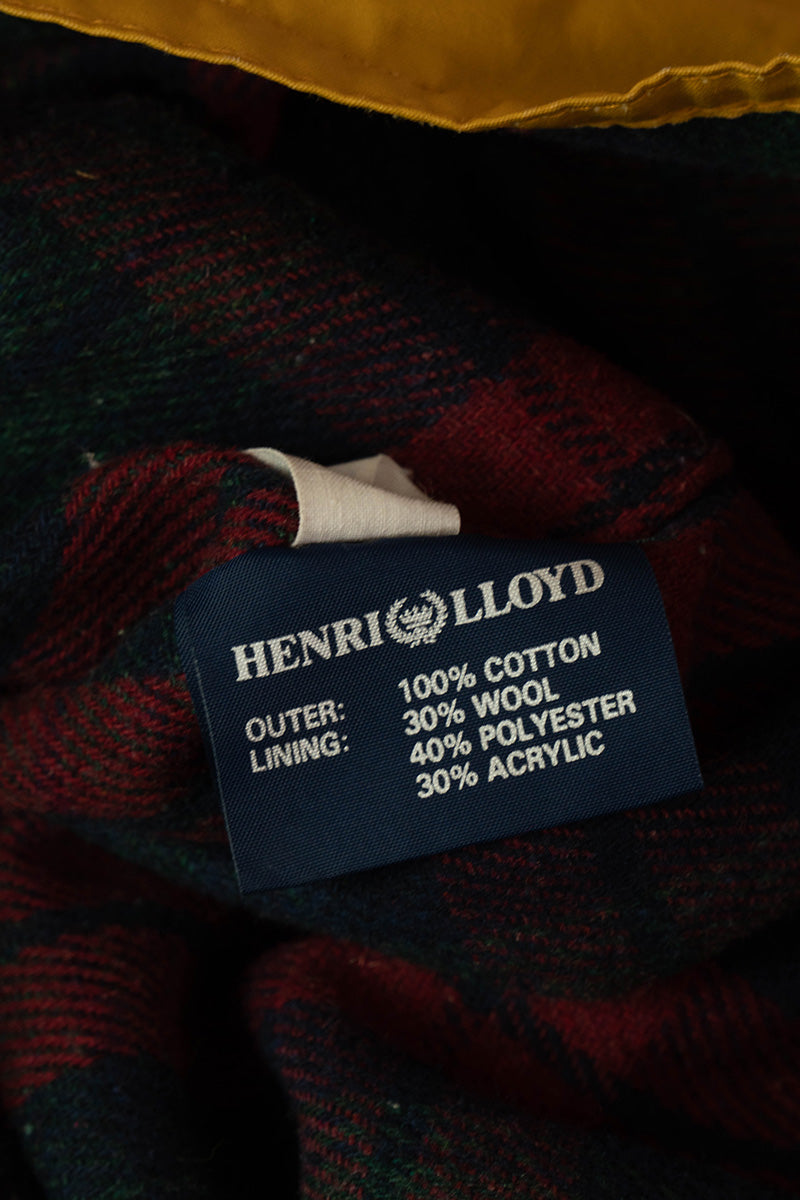 HENRI LLOYD
OUTER: 100% COTTON
LINING: 30% WOOL
40% POLYESTER
30% ACRYLIC